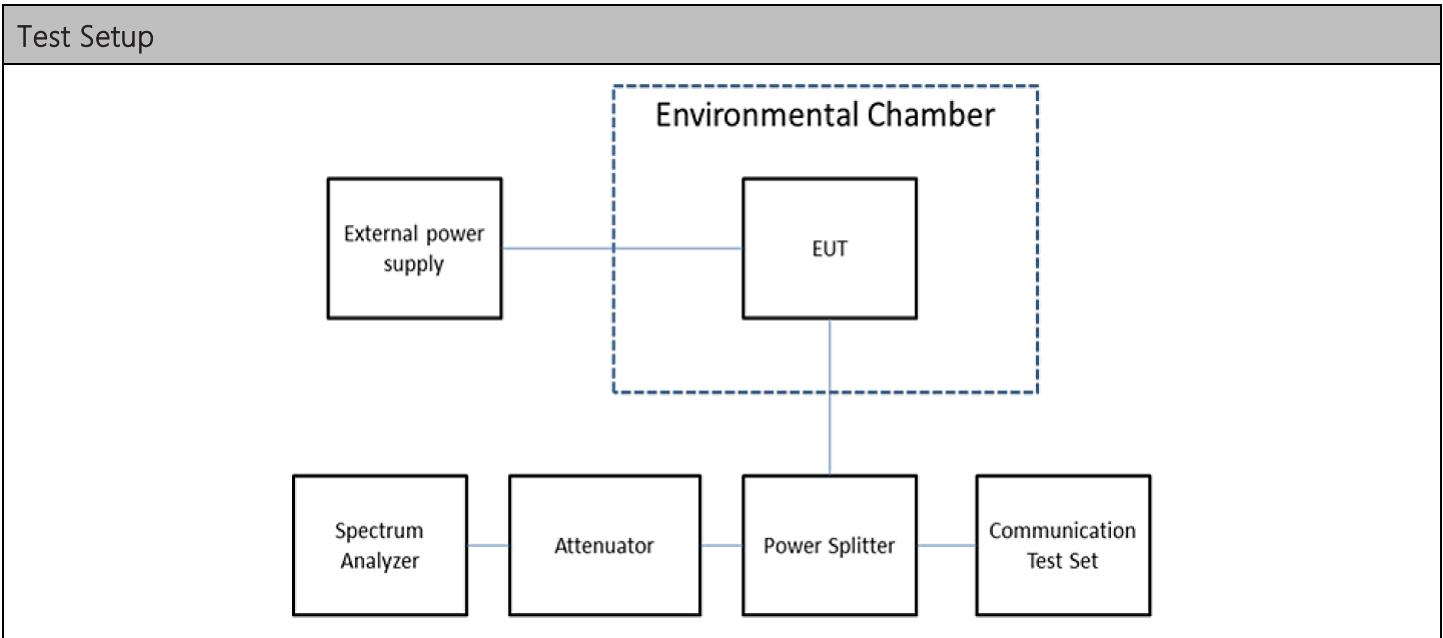 Test Setup
Environmental Chamber
External power
supply
EUT
Spectrum
Analyzer
Attenuator
Power Splitter
Communication
Test Set